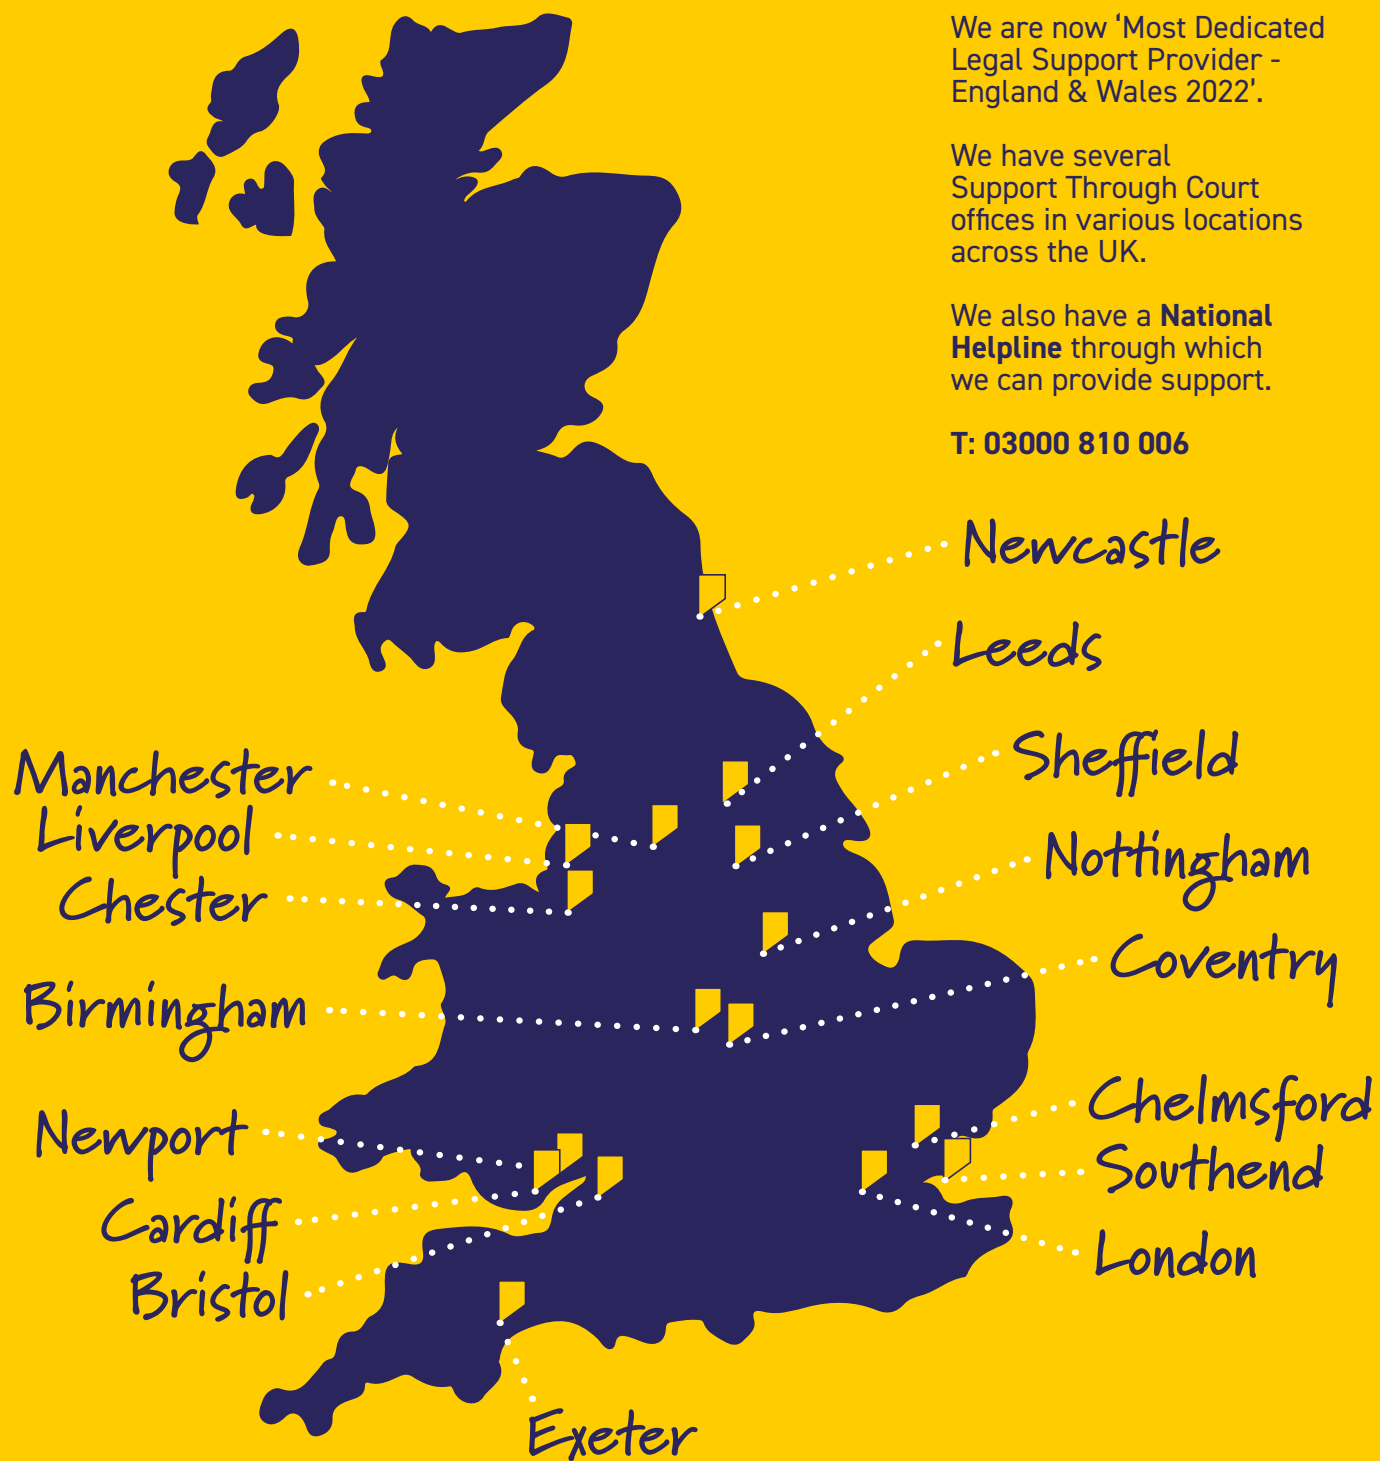 We are now ‘Most Dedicated
Legal Support Provider -
England & Wales 2022’.
We have several
Support Through Court
offices in various locations
across the UK.
We also have a National
Helpline through which
we can provide support.
T: 03000 810 006
Newcastle
Leeds
Sheffield
Nottingham
Coventry
Chelmsford
Southend
London
Manchester
Liverpool
Chester
Birmingham
Newport
Cardiff
Bristol
Exeter